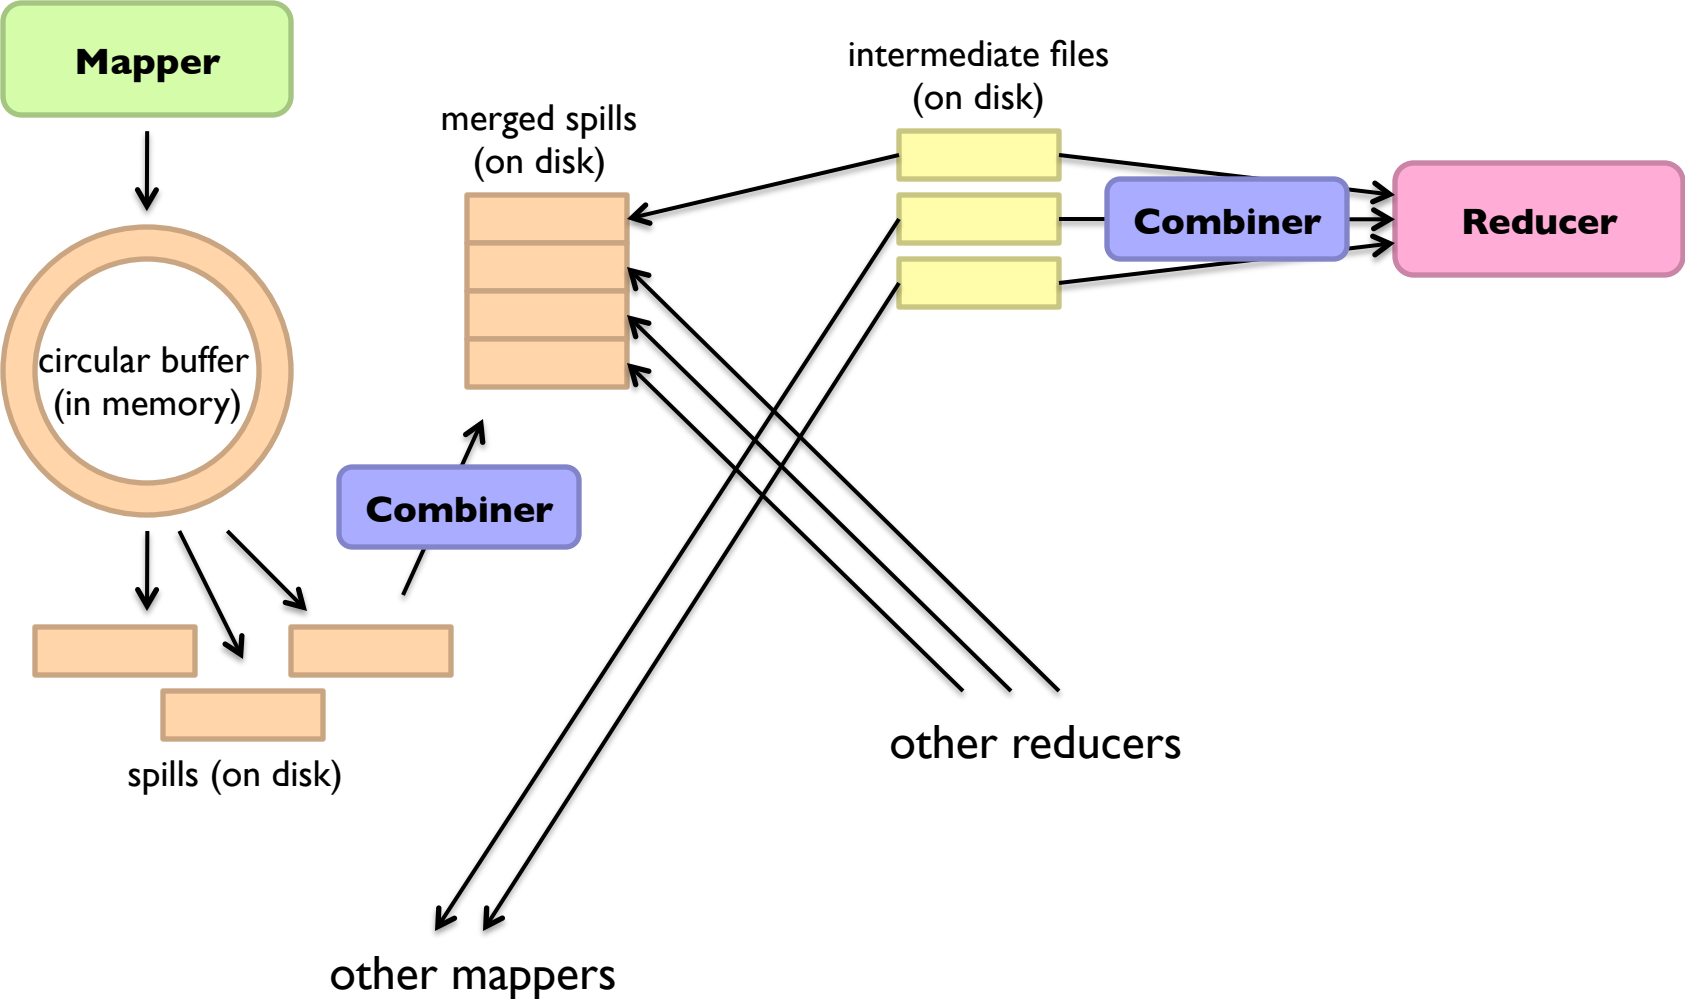 Mapper
circular buffer
(in memory)
spills (on disk)
Combiner
merged spills
(on disk)
intermediate files
(on disk)
Combiner
Reducer
other reducers
other mappers